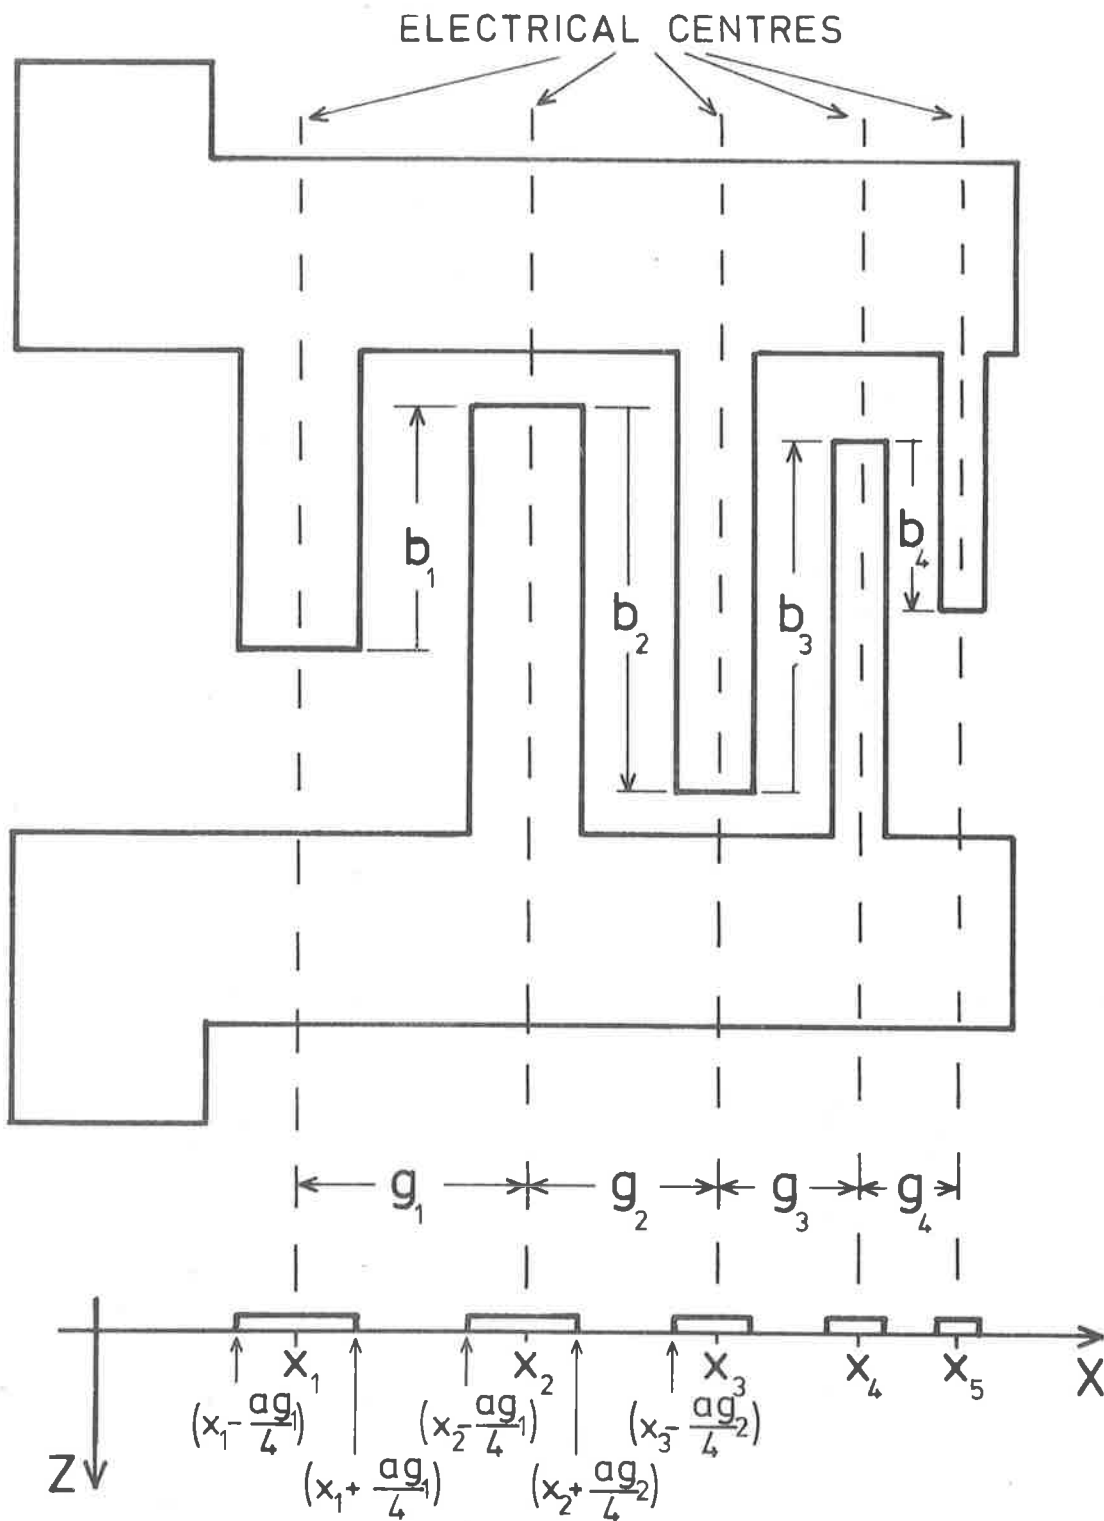 ELECTRICAL CENTRES
b₁
b₂
b₃
b₄
g₁
g₂
g₃
g₄
x₁
x₂
x₃
x₄
x₅
X
(x₁ - ag₁/4)
(x₂ - ag₁/4)
(x₃ - ag₂/4)
(x₁ + ag₁/4)
(x₂ + ag₂/4)
Z